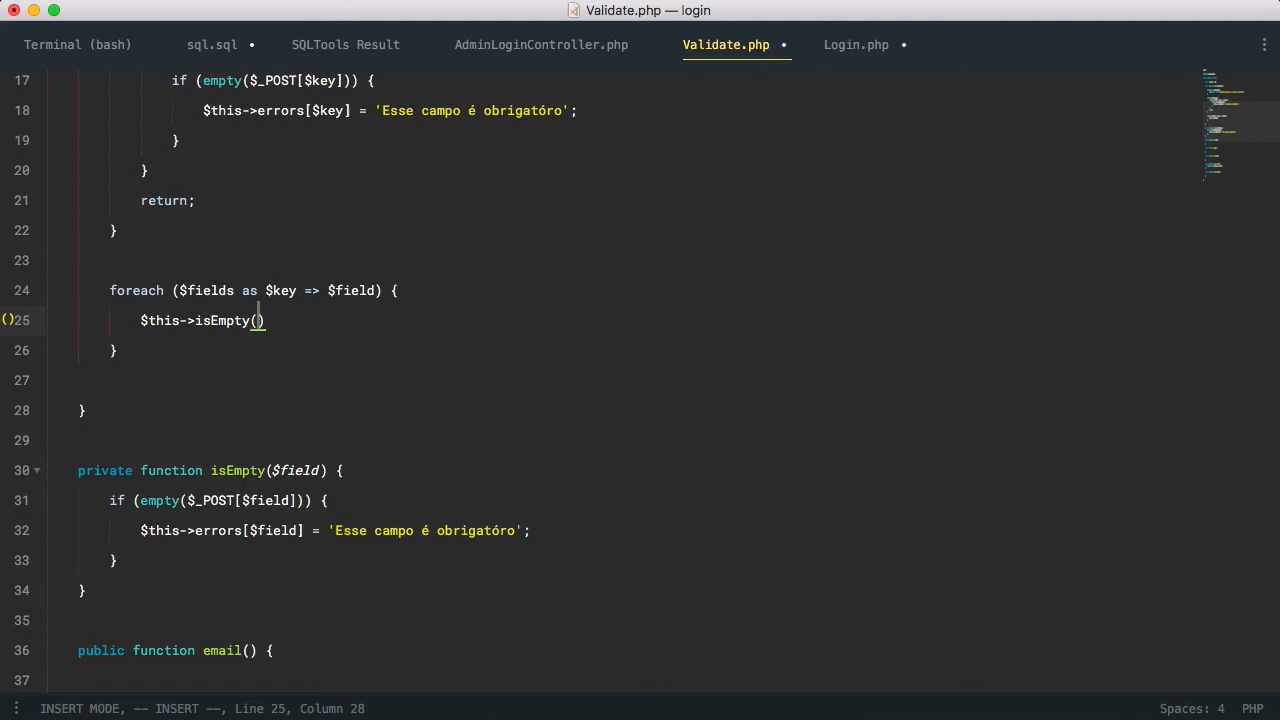 Validate.php — login
Terminal (bash) sql.sql • SQLTools Result AdminLoginController.php Validate.php • Login.php •
17 if (empty($_POST[$key])) {
18 $this->errors[$key] = 'Esse campo é obrigatóro';
19 }
20 }
21 return;
22 }
23
24 foreach ($fields as $key => $field) {
()25 $this->isEmpty()
26 }
27
28 }
29
30 private function isEmpty($field) {
31 if (empty($_POST[$field])) {
32 $this->errors[$field] = 'Esse campo é obrigatóro';
33 }
34 }
35
36 public function email() {
37
INSERT MODE, -- INSERT --, Line 25, Column 28 Spaces: 4 PHP